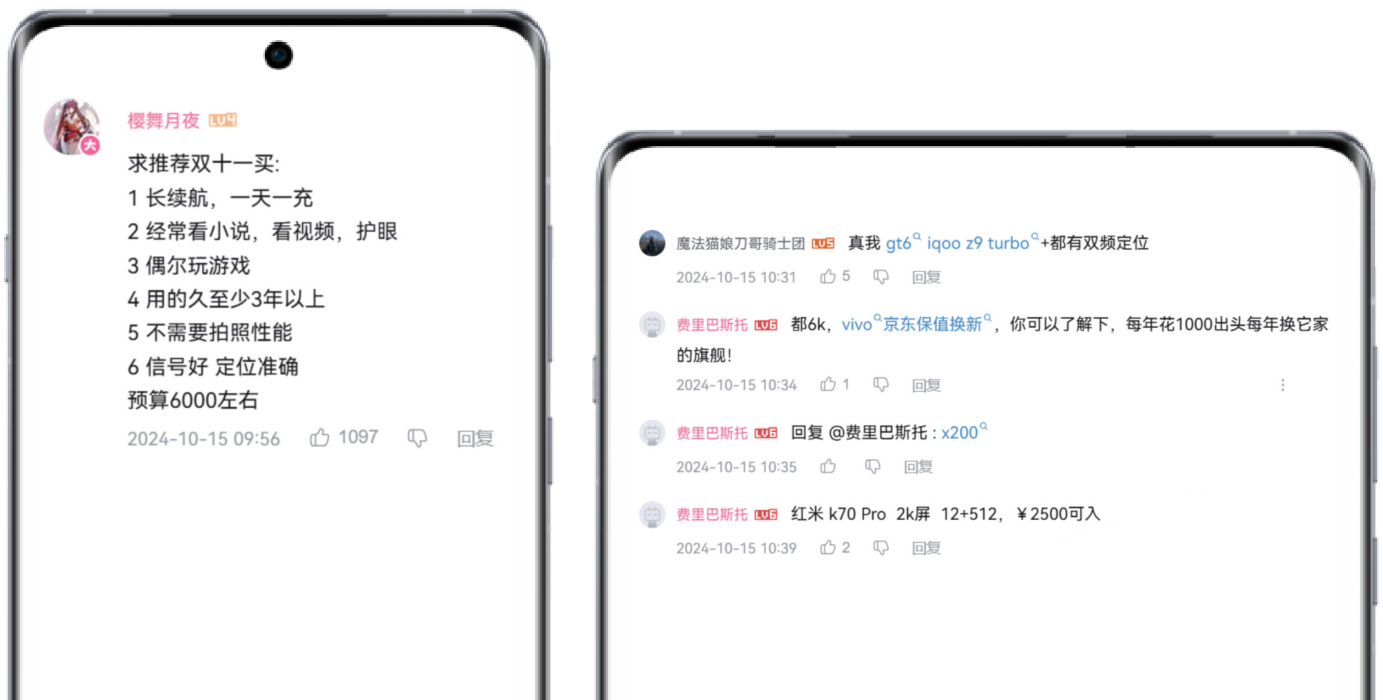 樱舞月夜 LV4
大
求推荐双十一买:
1 长续航，一天一充
2 经常看小说，看视频，护眼
3 偶尔玩游戏
4 用的久至少3年以上
5 不需要拍照性能
6 信号好 定位准确
预算6000左右
2024-10-15 09:56 1097 回复
魔法猫娘刀哥骑士团 LV5 真我 gt6 iqoo z9 turbo+都有双频定位
2024-10-15 10:31 5 回复
费里巴斯托 LV6 都6k，vivo京东保值换新，你可以了解下，每年花1000出头每年换它家
的旗舰！
2024-10-15 10:34 1 回复
费里巴斯托 LV6 回复 @费里巴斯托 : x200
2024-10-15 10:35 回复
费里巴斯托 LV6 红米 k70 Pro 2k屏 12+512，￥2500可入
2024-10-15 10:39 2 回复